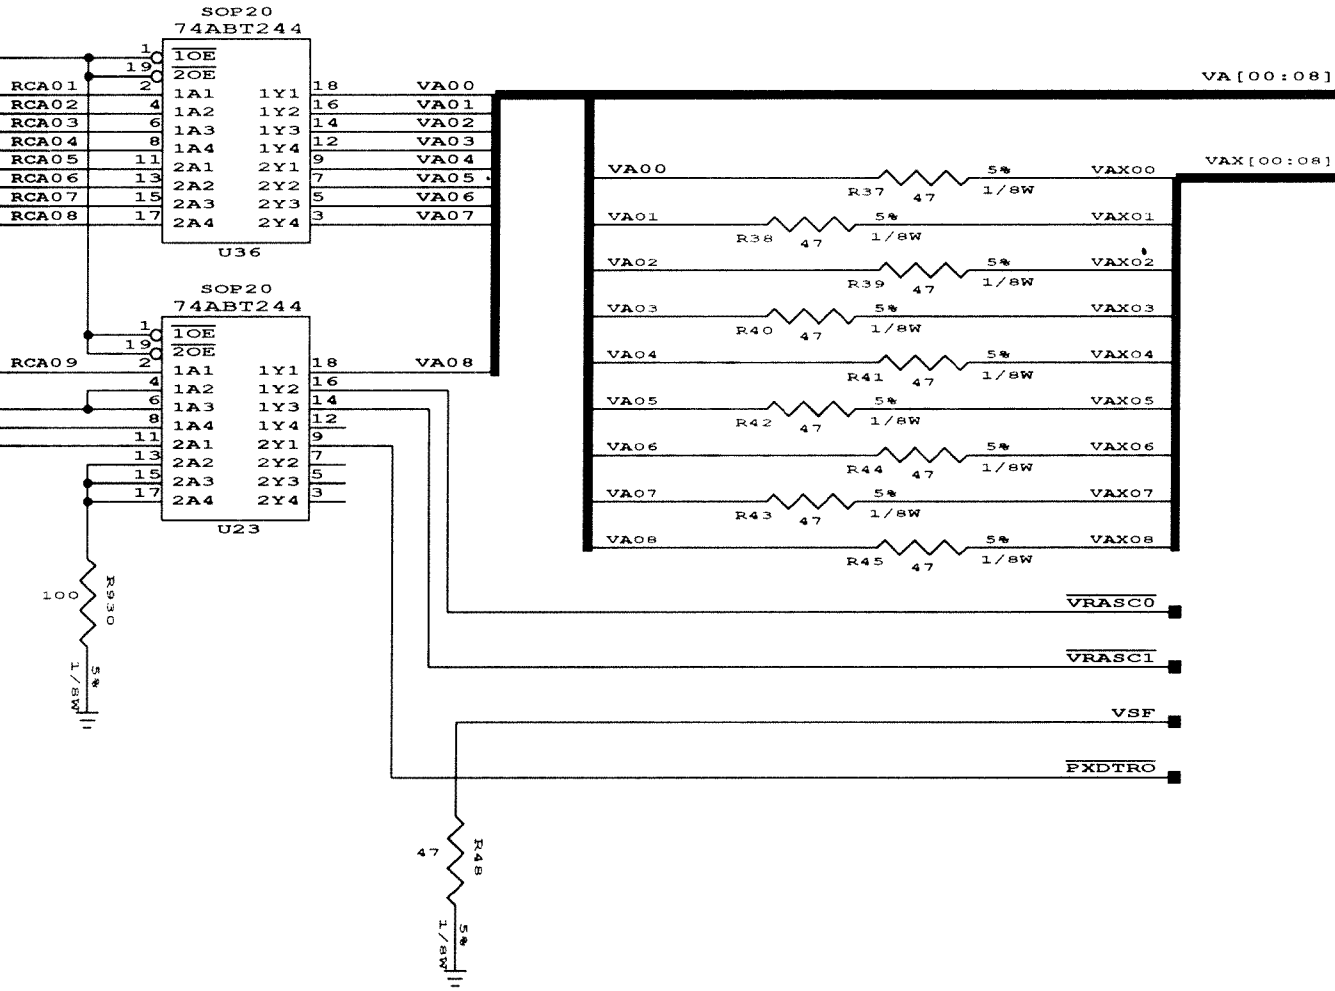 SOP20
74ABT244
1 1OE
19 2OE
RCA01 2 1A1 1Y1 18 VA00
RCA02 4 1A2 1Y2 16 VA01
RCA03 6 1A3 1Y3 14 VA02
RCA04 8 1A4 1Y4 12 VA03
RCA05 11 2A1 2Y1 9 VA04
RCA06 13 2A2 2Y2 7 VA05
RCA07 15 2A3 2Y3 5 VA06
RCA08 17 2A4 2Y4 3 VA07
U36
SOP20
74ABT244
1 1OE
19 2OE
RCA09 2 1A1 1Y1 18 VA08
4 1A2 1Y2 16
6 1A3 1Y3 14
8 1A4 1Y4 12
11 2A1 2Y1 9
13 2A2 2Y2 7
15 2A3 2Y3 5
17 2A4 2Y4 3
U23
100 R930
5%
1/8W
VA[00:08]
VAX[00:08]
VA00 5% VAX00
R37 47 1/8W
VA01 5% VAX01
R38 47 1/8W
VA02 5% VAX02
R39 47 1/8W
VA03 5% VAX03
R40 47 1/8W
VA04 5% VAX04
R41 47 1/8W
VA05 5% VAX05
R42 47 1/8W
VA06 5% VAX06
R44 47 1/8W
VA07 5% VAX07
R43 47 1/8W
VA08 5% VAX08
R45 47 1/8W
VRASC0
VRASC1
VSF
PXDTRO
47 R48
5%
1/8W